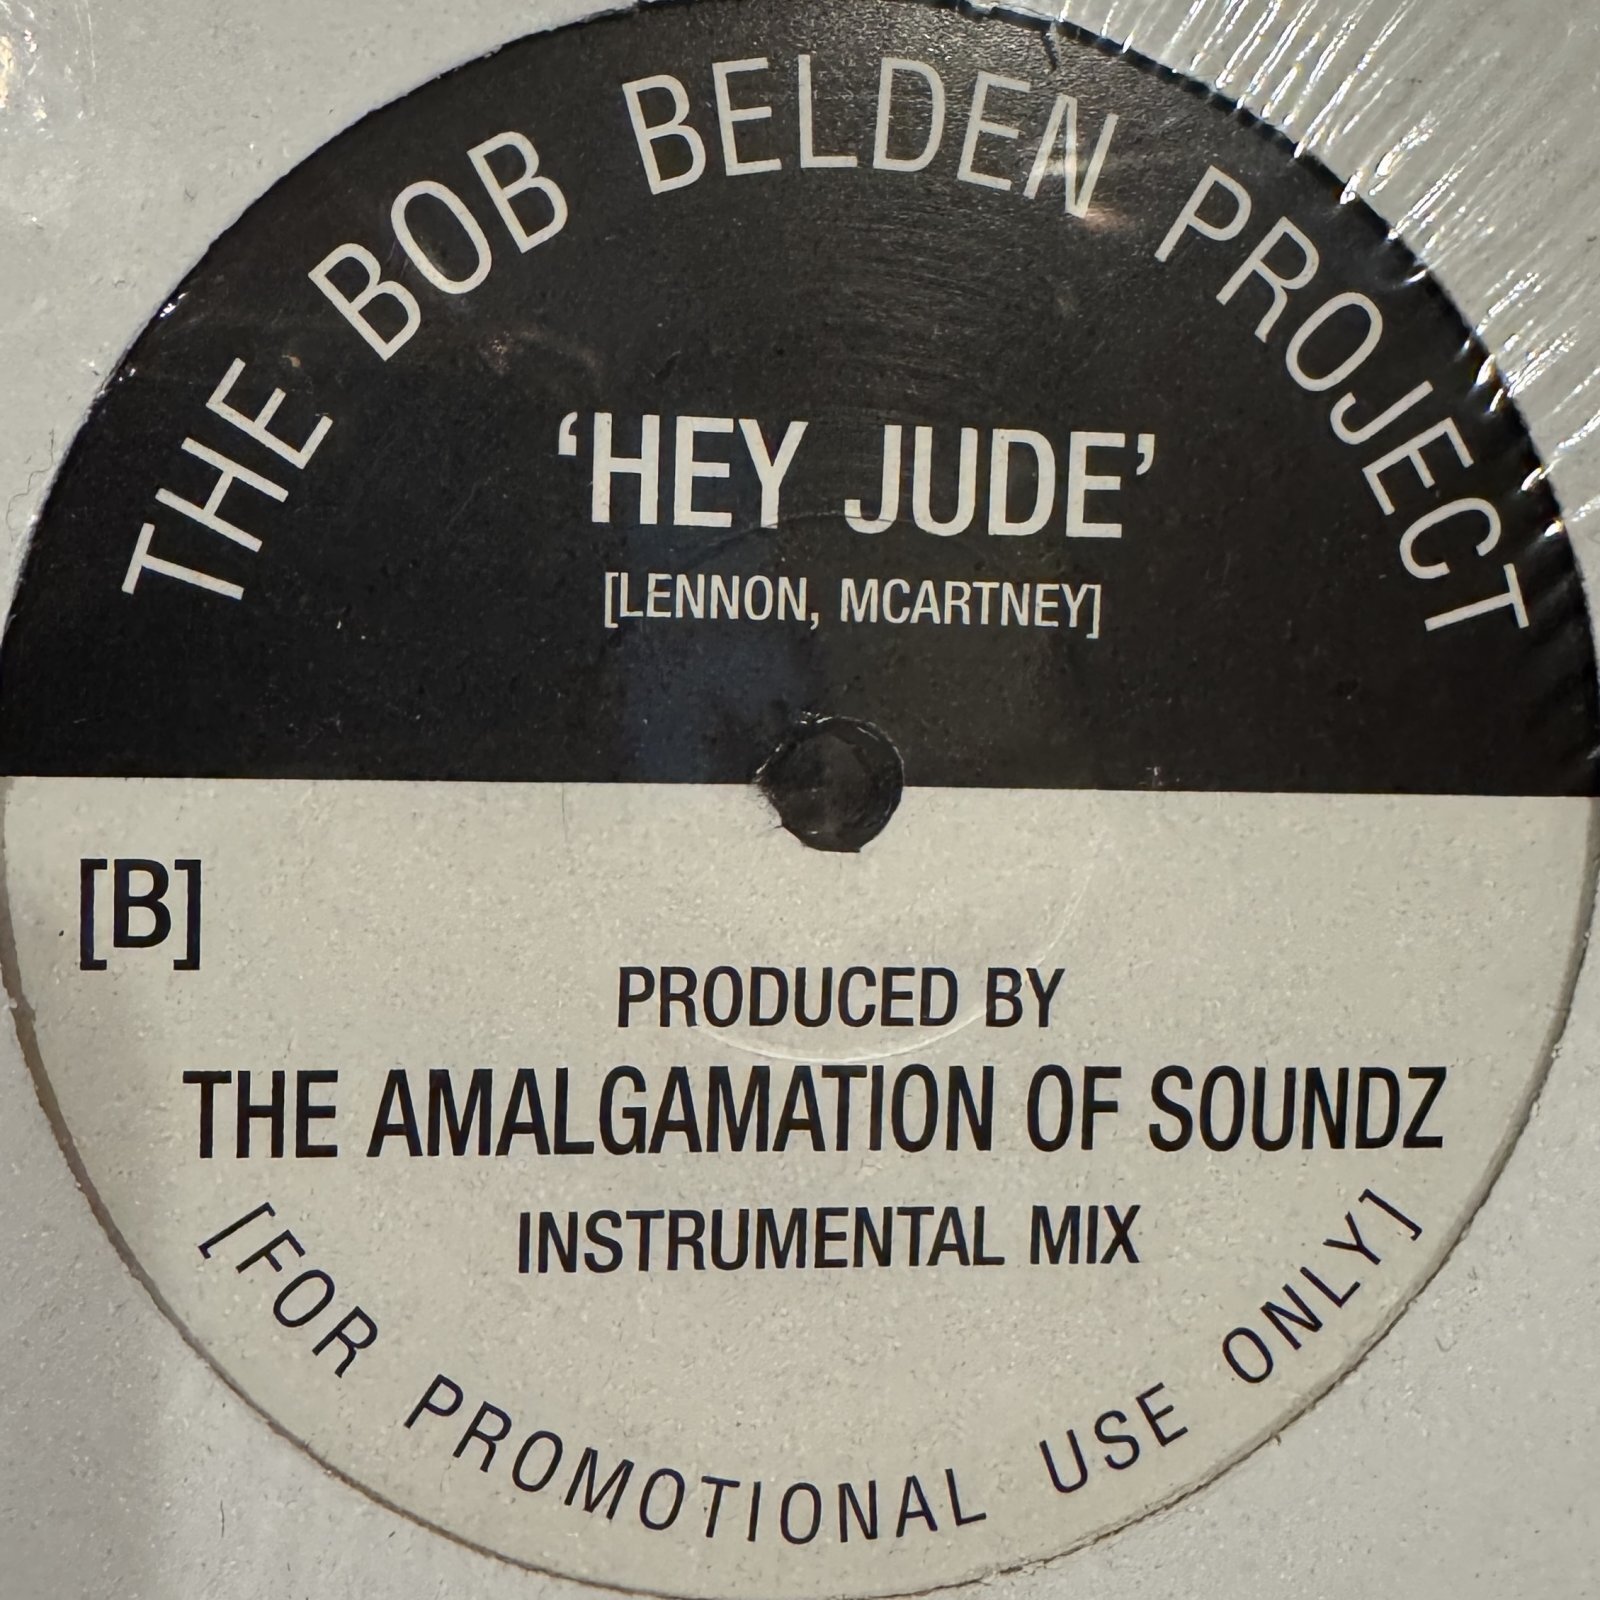 THE BOB BELDEN PROJECT
‘HEY JUDE’
[LENNON, MCARTNEY]
[B]
PRODUCED BY
THE AMALGAMATION OF SOUNDZ
INSTRUMENTAL MIX
[FOR PROMOTIONAL USE ONLY]